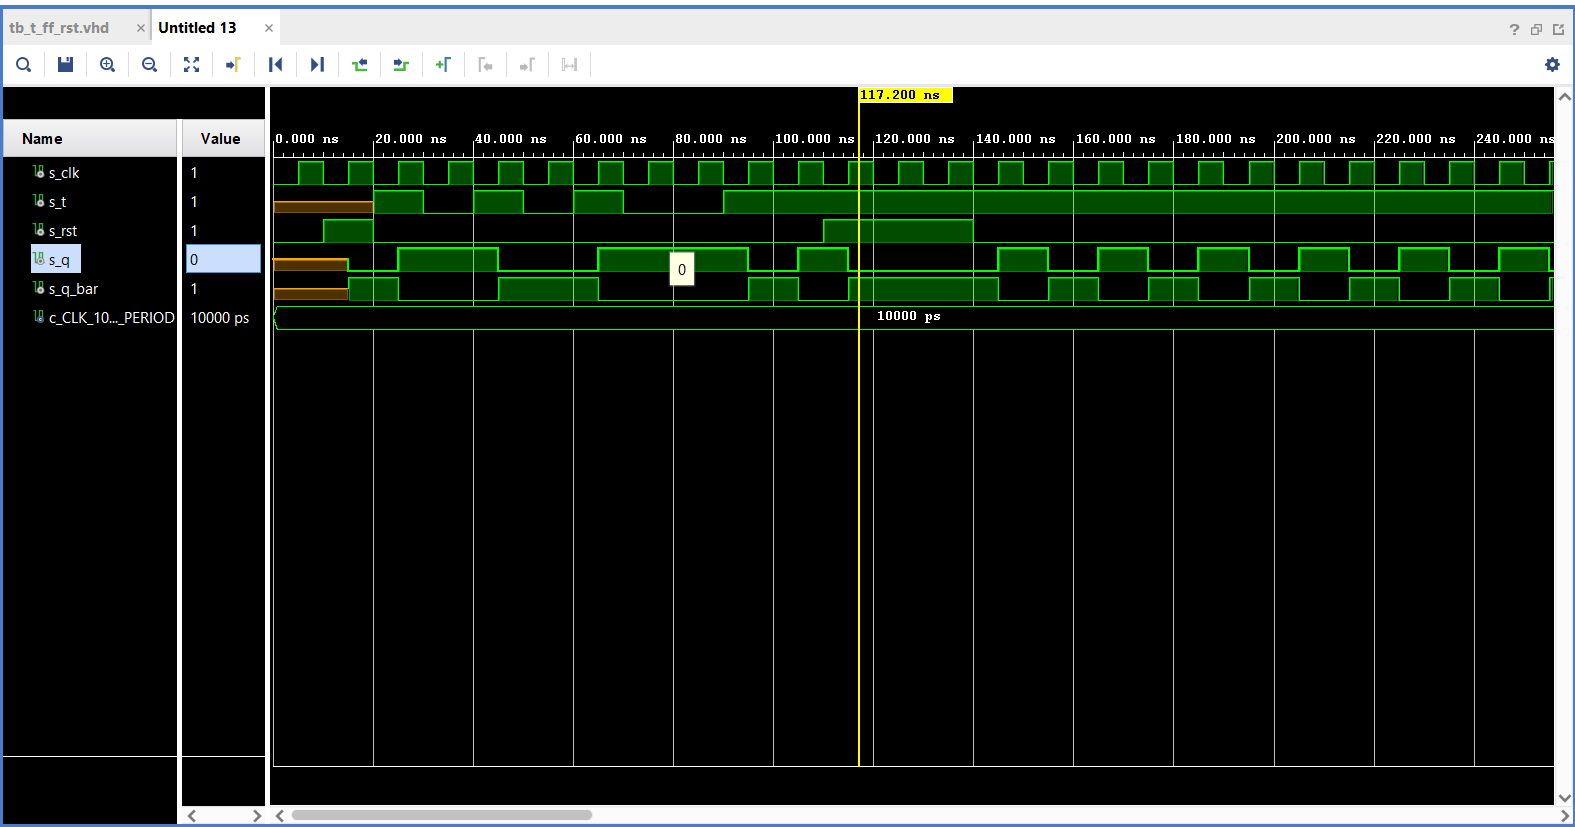 tb_t_ff_rst.vhd × Untitled 13 ×
?
117.200 ns
Name Value
0.000 ns 20.000 ns 40.000 ns 60.000 ns 80.000 ns 100.000 ns 120.000 ns 140.000 ns 160.000 ns 180.000 ns 200.000 ns 220.000 ns 240.000 ns
s_clk 1
s_t 1
s_rst 1
s_q 0
0
s_q_bar 1
c_CLK_10..._PERIOD 10000 ps 10000 ps